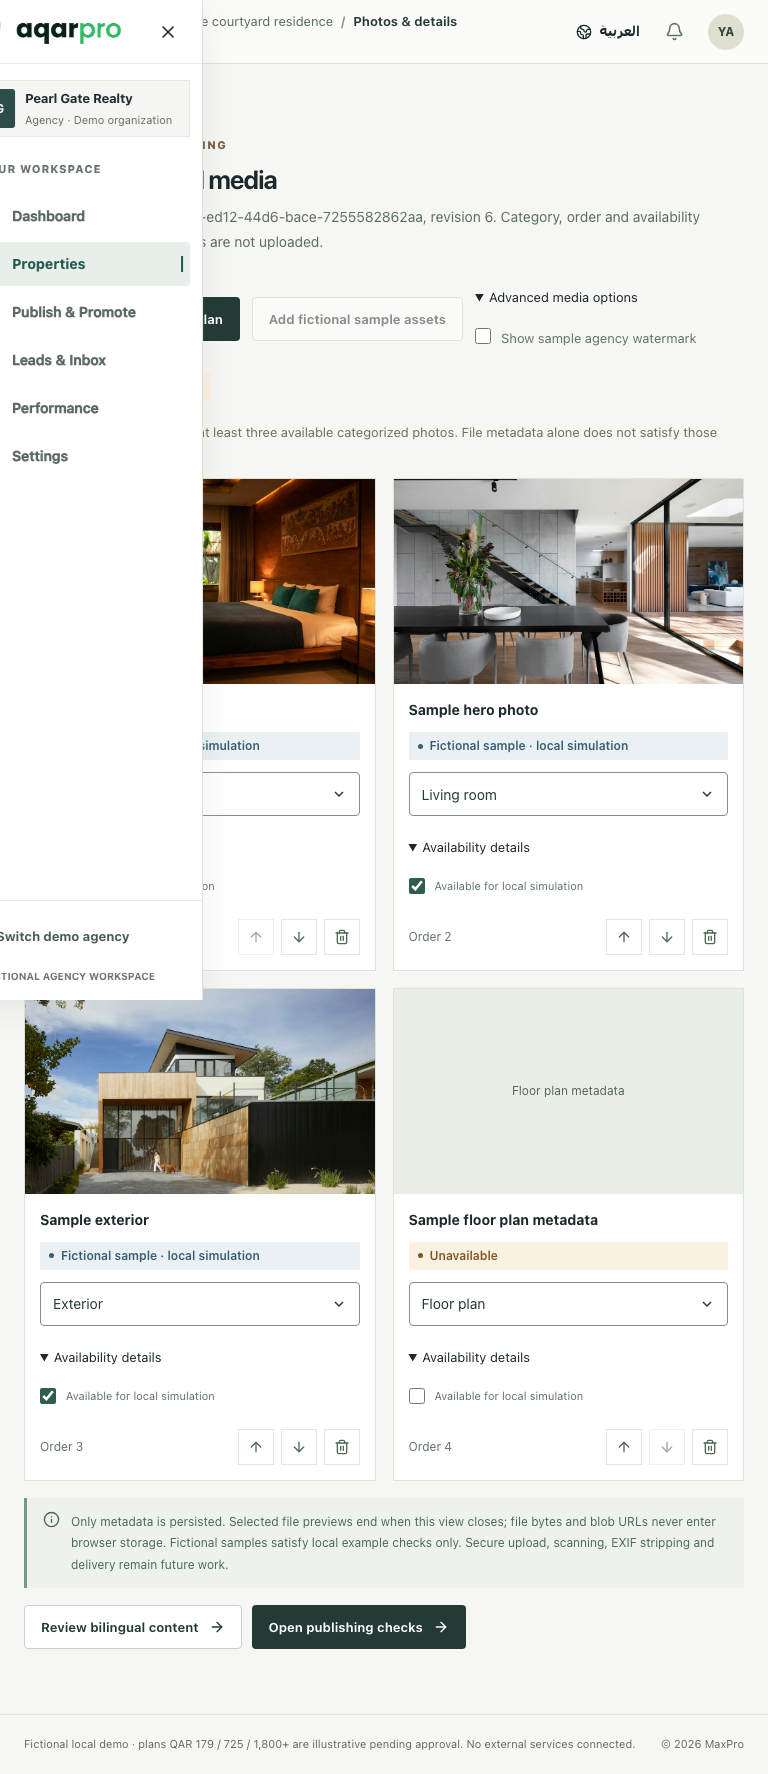 aqarpro
e courtyard residence / Photos & details
العربية
YA
G
Pearl Gate Realty
Agency · Demo organization
UR WORKSPACE
Dashboard
Properties
Publish & Promote
Leads & Inbox
Performance
Settings
Switch demo agency
CTIONAL AGENCY WORKSPACE
ING
media
-ed12-44d6-bace-7255582862aa, revision 6. Category, order and availability
s are not uploaded.
lan
Add fictional sample assets
Advanced media options
Show sample agency watermark
at least three available categorized photos. File metadata alone does not satisfy those
simulation
on
Sample hero photo
Fictional sample · local simulation
Living room
Availability details
Available for local simulation
Order 2
Sample exterior
Fictional sample · local simulation
Exterior
Availability details
Available for local simulation
Order 3
Floor plan metadata
Sample floor plan metadata
Unavailable
Floor plan
Availability details
Available for local simulation
Order 4
Only metadata is persisted. Selected file previews end when this view closes; file bytes and blob URLs never enter
browser storage. Fictional samples satisfy local example checks only. Secure upload, scanning, EXIF stripping and
delivery remain future work.
Review bilingual content
Open publishing checks
Fictional local demo · plans QAR 179 / 725 / 1,800+ are illustrative pending approval. No external services connected.
© 2026 MaxPro